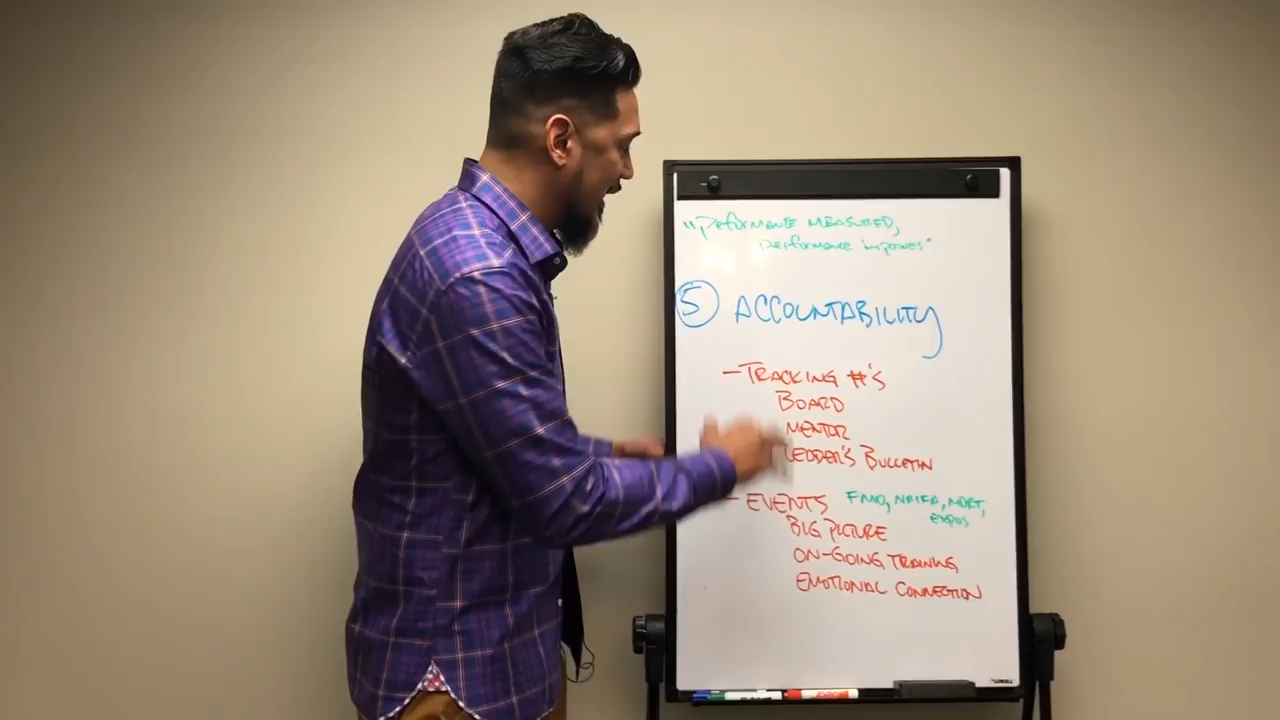 "Performance measured,
performance improves"
5 ACCOUNTABILITY
- TRACKING #'S
BOARD
MENTOR
LEADER'S BULLETIN
- EVENTS FMO, NAIFA, MDRT,
EXPOS
BIG PICTURE
ON-GOING TRAINING
EMOTIONAL CONNECTION